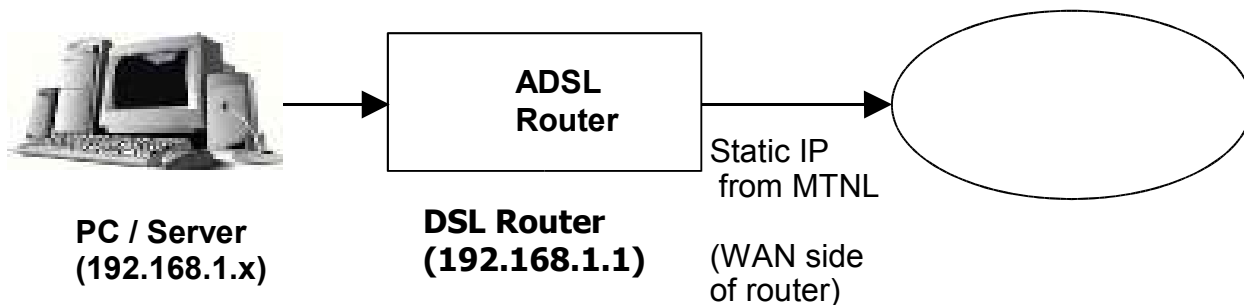 ADSL
Router
Static IP
from MTNL
PC / Server
(192.168.1.x)
DSL Router
(192.168.1.1)
(WAN side
of router)